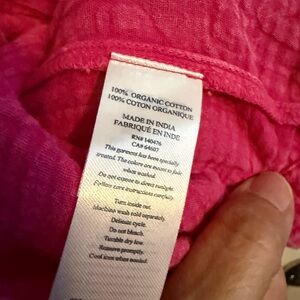 100% ORGANIC COTTON
100% COTON ORGANIQUE
MADE IN INDIA
FABRIQUÉ EN INDE
RN# 140476
CA# 64607
This garment has been specially
treated. The colors are meant to fade
when washed.
Do not expose to direct sunlight.
Follow care instructions carefully.
Turn inside out.
Machine wash cold separately.
Delicate cycle.
Do not bleach.
Tumble dry low.
Remove promptly.
Cool iron when needed.